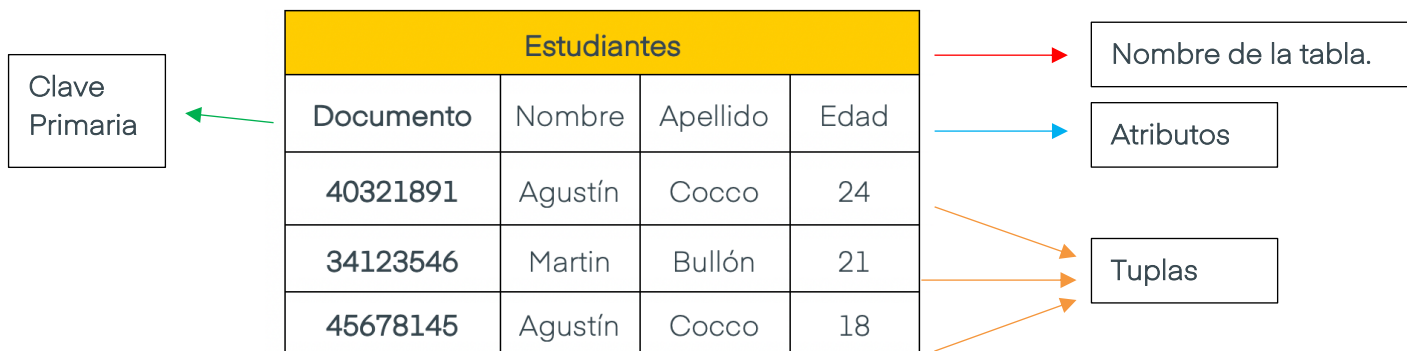 Estudiantes
Nombre de la tabla.
Clave
Primaria
Documento Nombre Apellido Edad
Atributos
40321891 Agustín Cocco 24
34123546 Martin Bullón 21
Tuplas
45678145 Agustín Cocco 18